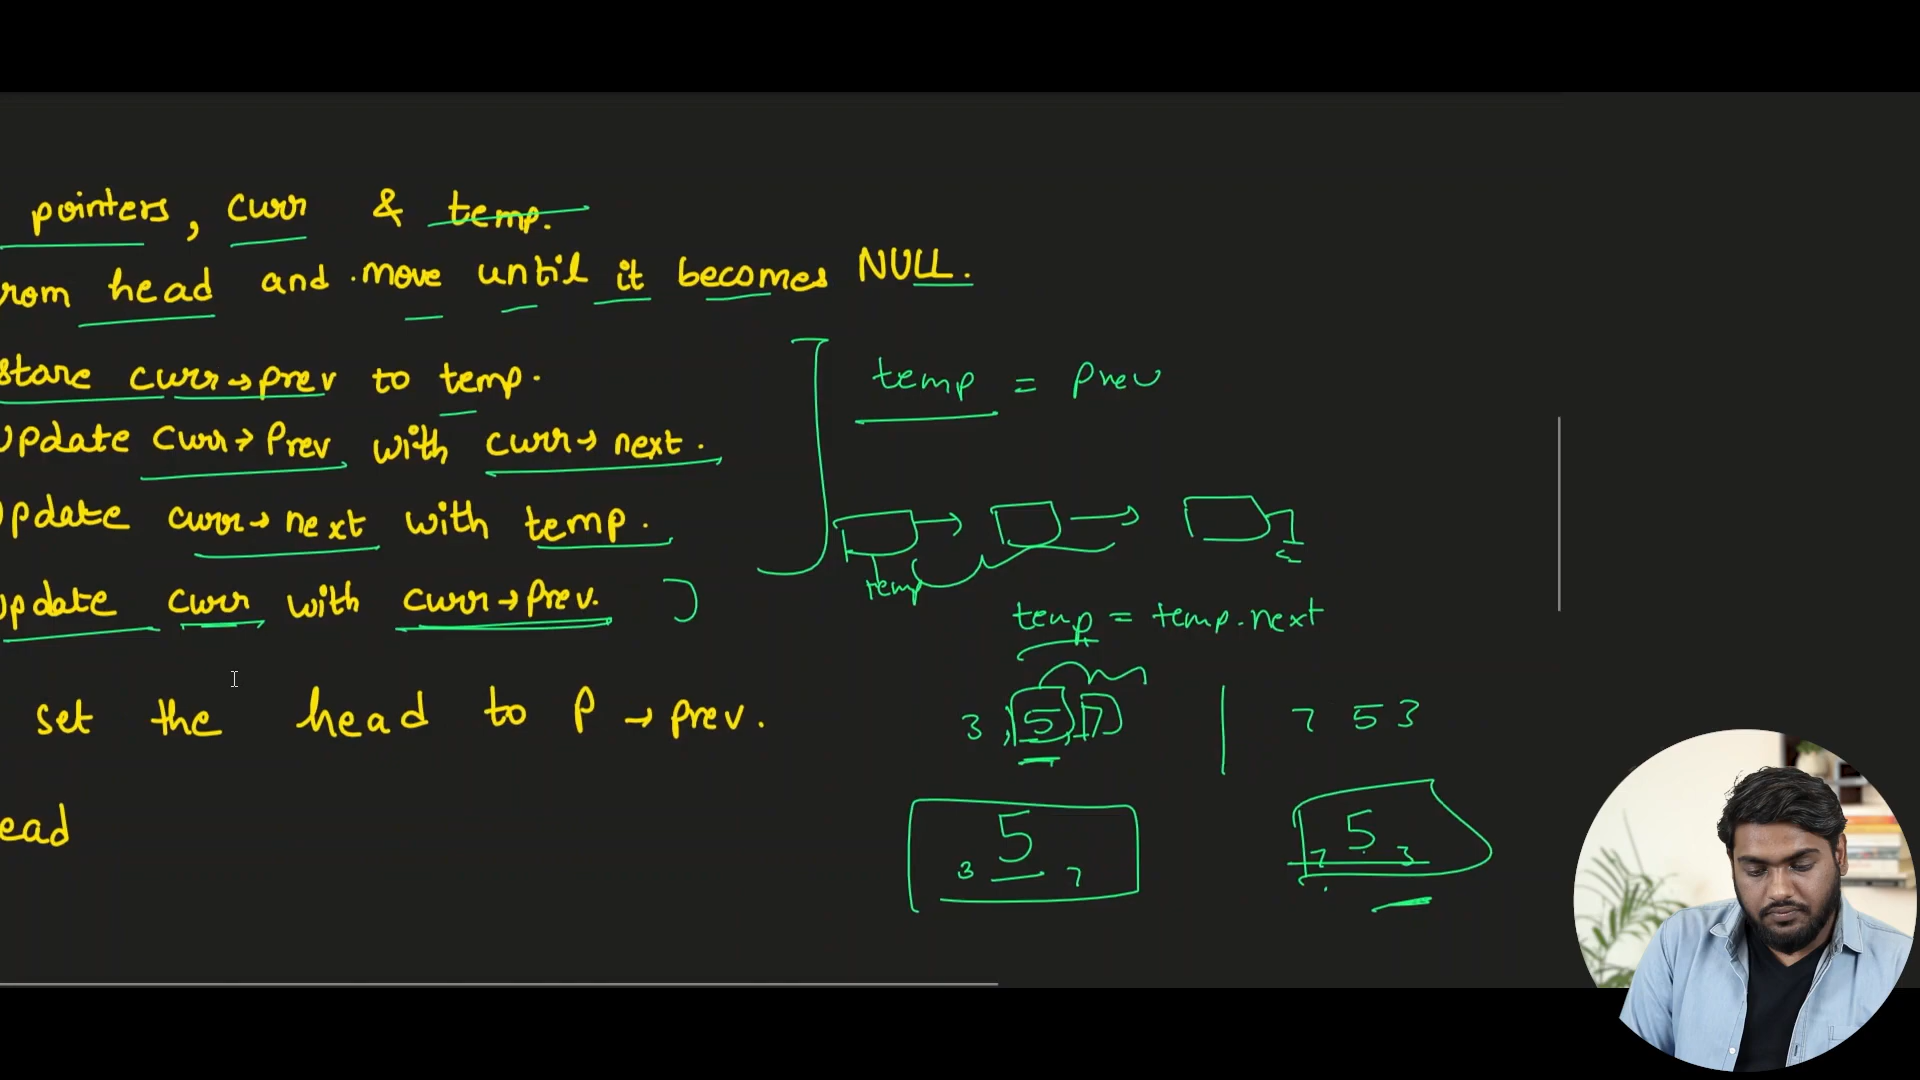 pointers, curr & temp.
rom head and move until it becomes NULL.
store curr→prev to temp.
Update curr→Prev with curr→next.
update curr→next with temp.
update curr with curr→Prev.
set the head to P→prev.
ead
temp = Prev
temp
temp = temp.next
3, 5, 7
7 5 3
5
3 7
5
7 3